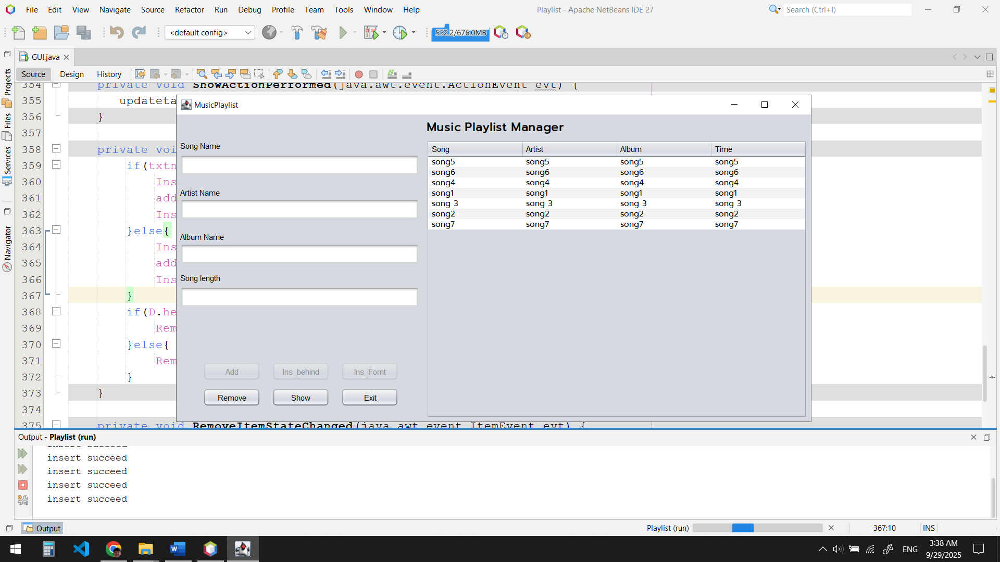 File Edit View Navigate Source Refactor Run Debug Profile Team Tools Window Help
Playlist - Apache NetBeans IDE 27
Search (Ctrl+I)
<default config>
552.2/676.0MB
GUI.java
Source Design History
Projects
Files
Services
Navigator
354 private void ShowActionPerformed(java.awt.event.ActionEvent evt) {
355 updateta
356 }
357
358 private voi
359 if(txtn
360 Ins
361 add
362 Ins
363 }else{
364 Ins
365 add
366 Ins
367 }
368 if(D.he
369 Rem
370 }else{
371 Rem
372 }
373 }
374
375 private void RemoveItemStateChanged(java.awt.event.ItemEvent evt) {
MusicPlaylist
Music Playlist Manager
Song Name
Artist Name
Album Name
Song length
Add Ins_behind Ins_Fornt
Remove Show Exit
Song Artist Album Time
song5 song5 song5 song5
song6 song6 song6 song6
song4 song4 song4 song4
song1 song1 song1 song1
song 3 song 3 song 3 song 3
song2 song2 song2 song2
song7 song7 song7 song7
Output - Playlist (run)
insert succeed
insert succeed
insert succeed
insert succeed
insert succeed
Output
Playlist (run)
367:10
INS
ENG
3:38 AM
9/29/2025